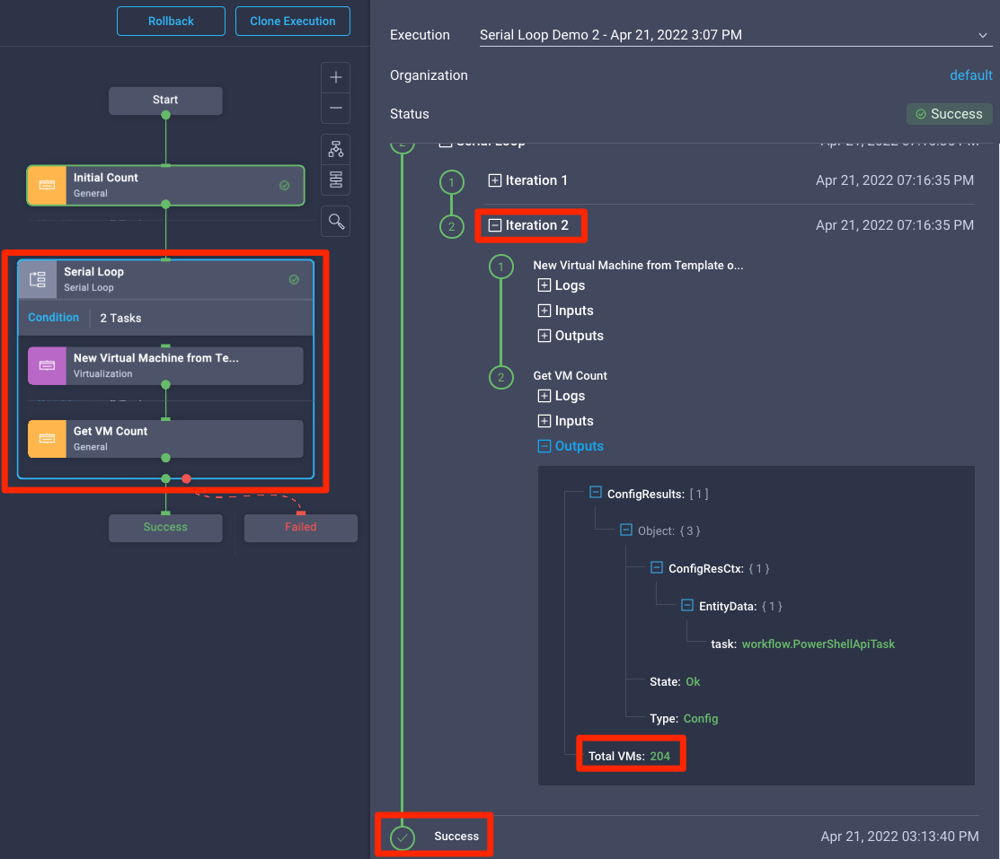 Rollback
Clone Execution
Start
Initial Count
General
Serial Loop
Serial Loop
Condition
2 Tasks
New Virtual Machine from Te...
Virtualization
Get VM Count
General
Success
Failed
Execution
Serial Loop Demo 2 - Apr 21, 2022 3:07 PM
Organization
default
Status
Success
2
Serial Loop
1
Iteration 1
Apr 21, 2022 07:16:35 PM
2
Iteration 2
Apr 21, 2022 07:16:35 PM
1
New Virtual Machine from Template o...
Logs
Inputs
Outputs
2
Get VM Count
Logs
Inputs
Outputs
ConfigResults: [ 1 ]
Object: { 3 }
ConfigResCtx: { 1 }
EntityData: { 1 }
task: workflow.PowerShellApiTask
State: Ok
Type: Config
Total VMs: 204
Success
Apr 21, 2022 03:13:40 PM